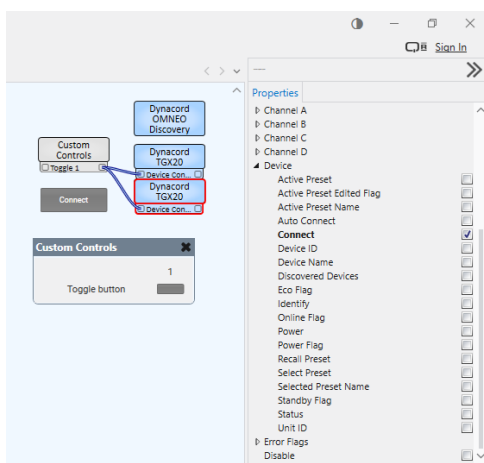 Sign In
Properties
Channel A
Channel B
Channel C
Channel D
Device
Active Preset
Active Preset Edited Flag
Active Preset Name
Auto Connect
Connect
Device ID
Device Name
Discovered Devices
Eco Flag
Identify
Online Flag
Power
Power Flag
Recall Preset
Select Preset
Selected Preset Name
Standby Flag
Status
Unit ID
Error Flags
Disable
Dynacord
OMNEO
Discovery
Custom
Controls
Toggle 1
Dynacord
TGX20
Device Con...
Dynacord
TGX20
Device Con...
Connect
Custom Controls
1
Toggle button